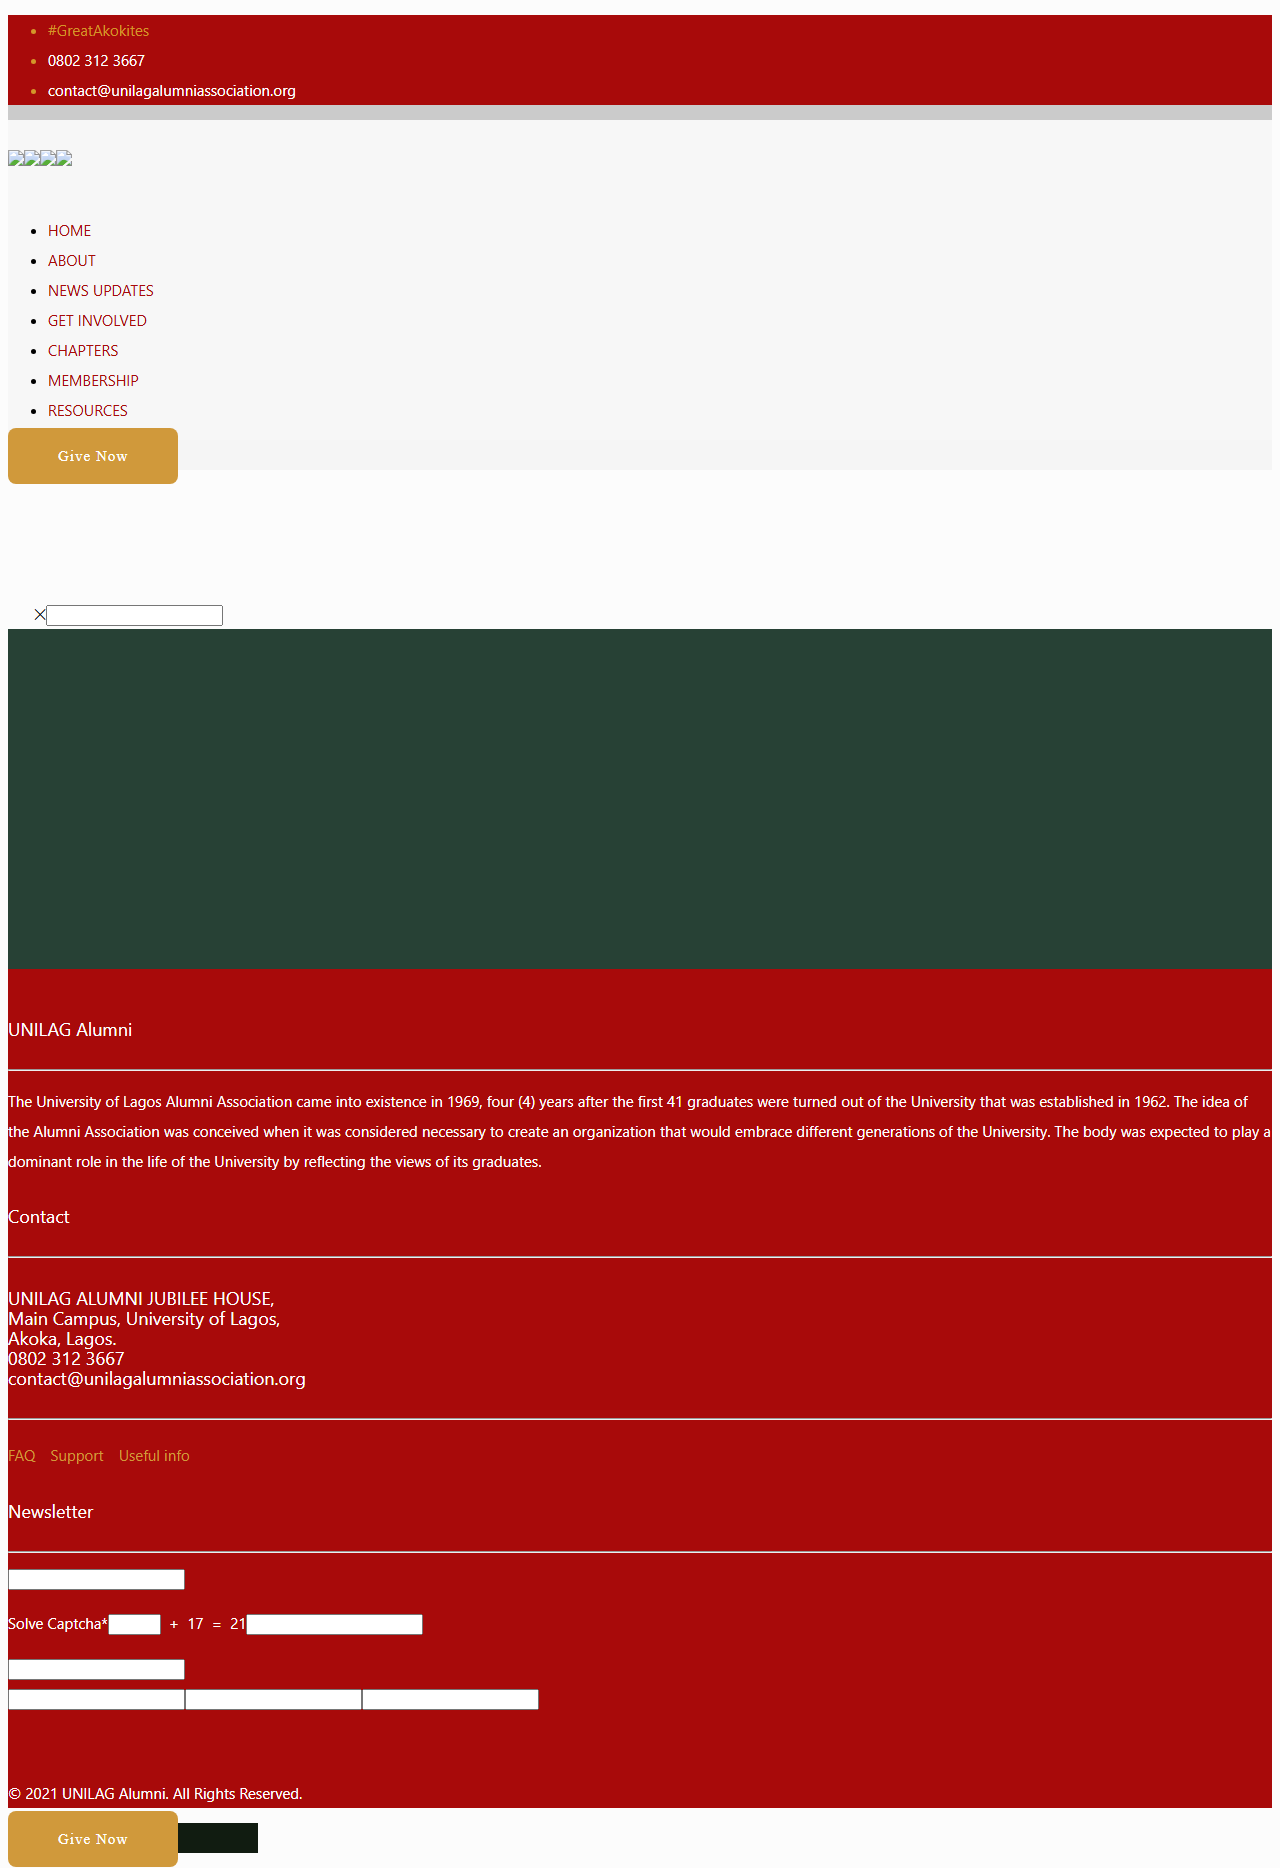 #GreatAkokites
0802 312 3667
contact@unilagalumniassociation.org
HOME
ABOUT
NEWS UPDATES
GET INVOLVED
CHAPTERS
MEMBERSHIP
RESOURCES
Give Now
UNILAG Alumni
The University of Lagos Alumni Association came into existence in 1969, four (4) years after the first 41 graduates were turned out of the University that was established in 1962. The idea of
the Alumni Association was conceived when it was considered necessary to create an organization that would embrace different generations of the University. The body was expected to play a
dominant role in the life of the University by reflecting the views of its graduates.
Contact
UNILAG ALUMNI JUBILEE HOUSE,
Main Campus, University of Lagos,
Akoka, Lagos.
0802 312 3667
contact@unilagalumniassociation.org
FAQ Support Useful info
Newsletter
Solve Captcha* + 17 = 21
© 2021 UNILAG Alumni. All Rights Reserved.
Give Now